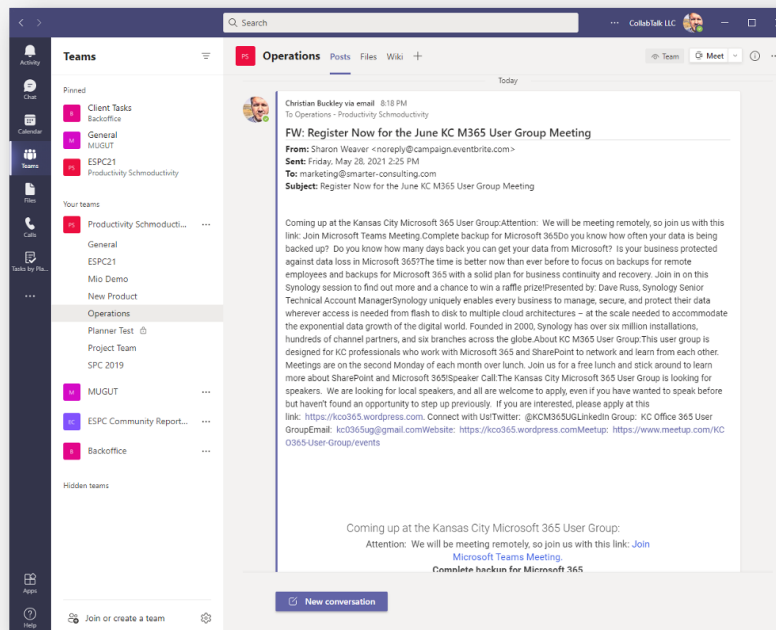 Search
CollabTalk LLC
Activity
Chat
Calendar
Teams
Files
Calls
Tasks by Pla...
Apps
Help
Teams
Pinned
B
Client Tasks
Backoffice
M
General
MUGUT
PS
ESPC21
Productivity Schmoductivity
Your teams
PS
Productivity Schmoducti...
General
ESPC21
Mio Demo
New Product
Operations
Planner Test
Project Team
SPC 2019
M
MUGUT
EC
ESPC Community Report...
B
Backoffice
Hidden teams
Join or create a team
PS
Operations
Posts
Files
Wiki
Team
Meet
Today
Christian Buckley via email 8:18 PM
To Operations - Productivity Schmoductivity
FW: Register Now for the June KC M365 User Group Meeting
From: Sharon Weaver <noreply@campaign.eventbrite.com>
Sent: Friday, May 28, 2021 2:25 PM
To: marketing@smarter-consulting.com
Subject: Register Now for the June KC M365 User Group Meeting
Coming up at the Kansas City Microsoft 365 User Group:Attention: We will be meeting remotely, so join us with this
link: Join Microsoft Teams Meeting.Complete backup for Microsoft 365Do you know how often your data is being
backed up? Do you know how many days back you can get your data from Microsoft? Is your business protected
against data loss in Microsoft 365?The time is better now than ever before to focus on backups for remote
employees and backups for Microsoft 365 with a solid plan for business continuity and recovery. Join in on this
Synology session to find out more and a chance to win a raffle prize!Presented by: Dave Russ, Synology Senior
Technical Account ManagerSynology uniquely enables every business to manage, secure, and protect their data
wherever access is needed from flash to disk to multiple cloud architectures – at the scale needed to accommodate
the exponential data growth of the digital world. Founded in 2000, Synology has over six million installations,
hundreds of channel partners, and six branches across the globe.About KC M365 User Group:This user group is
designed for KC professionals who work with Microsoft 365 and SharePoint to network and learn from each other.
Meetings are on the second Monday of each month over lunch. Join us for a free lunch and stick around to learn
more about SharePoint and Microsoft 365!Speaker Call:The Kansas City Microsoft 365 User Group is looking for
speakers. We are looking for local speakers, and all are welcome to apply, even if you have wanted to speak before
but haven't found an opportunity to step up previously. If you are interested, please apply at this
link: https://kco365.wordpress.com. Connect with Us!Twitter: @KCM365UGLinkedIn Group: KC Office 365 User
GroupEmail: kc0365ug@gmail.comWebsite: https://kco365.wordpress.comMeetup: https://www.meetup.com/KC
O365-User-Group/events
Coming up at the Kansas City Microsoft 365 User Group:
Attention: We will be meeting remotely, so join us with this link: Join
Microsoft Teams Meeting.
Complete backup for Microsoft 365
New conversation